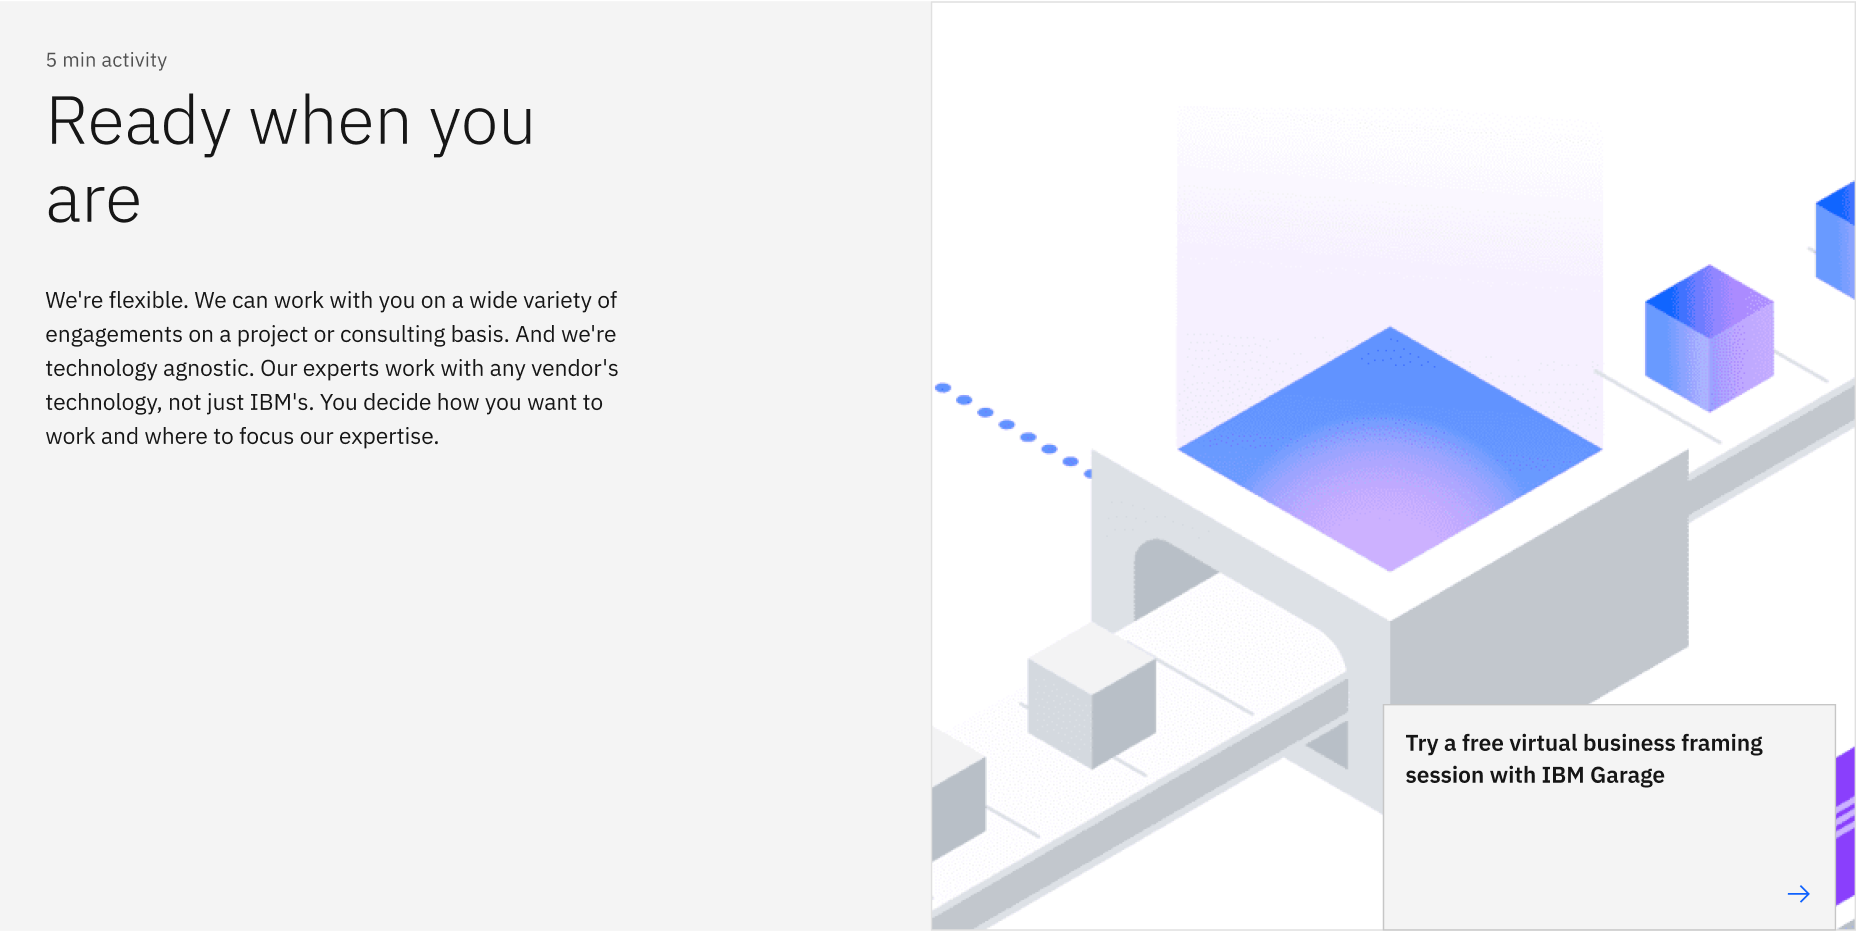 5 min activity
Ready when you
are
We're flexible. We can work with you on a wide variety of
engagements on a project or consulting basis. And we're
technology agnostic. Our experts work with any vendor's
technology, not just IBM's. You decide how you want to
work and where to focus our expertise.
Try a free virtual business framing
session with IBM Garage